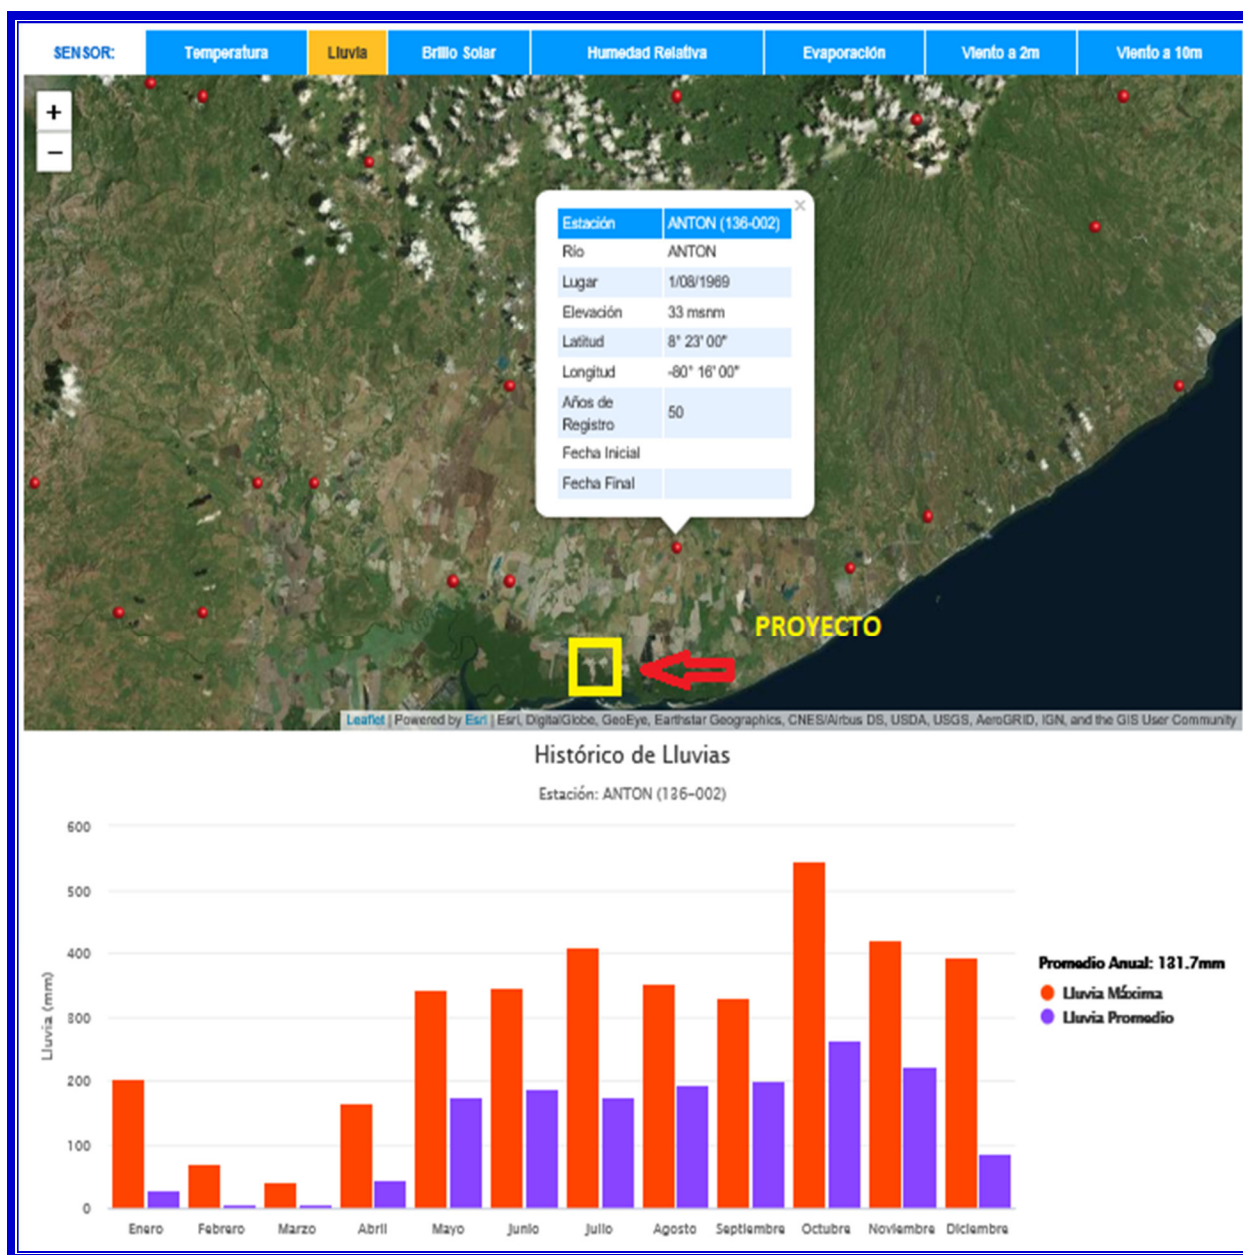 SENSOR: Temperatura Lluvia Brillo Solar Humedad Relativa Evaporación Viento a 2m Viento a 10m
+
−
×
Estación ANTON (136-002)
Río ANTON
Lugar 1/08/1969
Elevación 33 msnm
Latitud 8° 23' 00"
Longitud -80° 16' 00"
Años de
Registro 50
Fecha Inicial
Fecha Final
PROYECTO
Leaflet | Powered by Esri | Esri, DigitalGlobe, GeoEye, Earthstar Geographics, CNES/Airbus DS, USDA, USGS, AeroGRID, IGN, and the GIS User Community
Histórico de Lluvias
Estación: ANTON (136-002)
Lluvia (mm)
600
500
400
300
200
100
0
Enero Febrero Marzo Abril Mayo Junio Julio Agosto Septiembre Octubre Noviembre Diciembre
Promedio Anual: 131.7mm
Lluvia Máxima
Lluvia Promedio